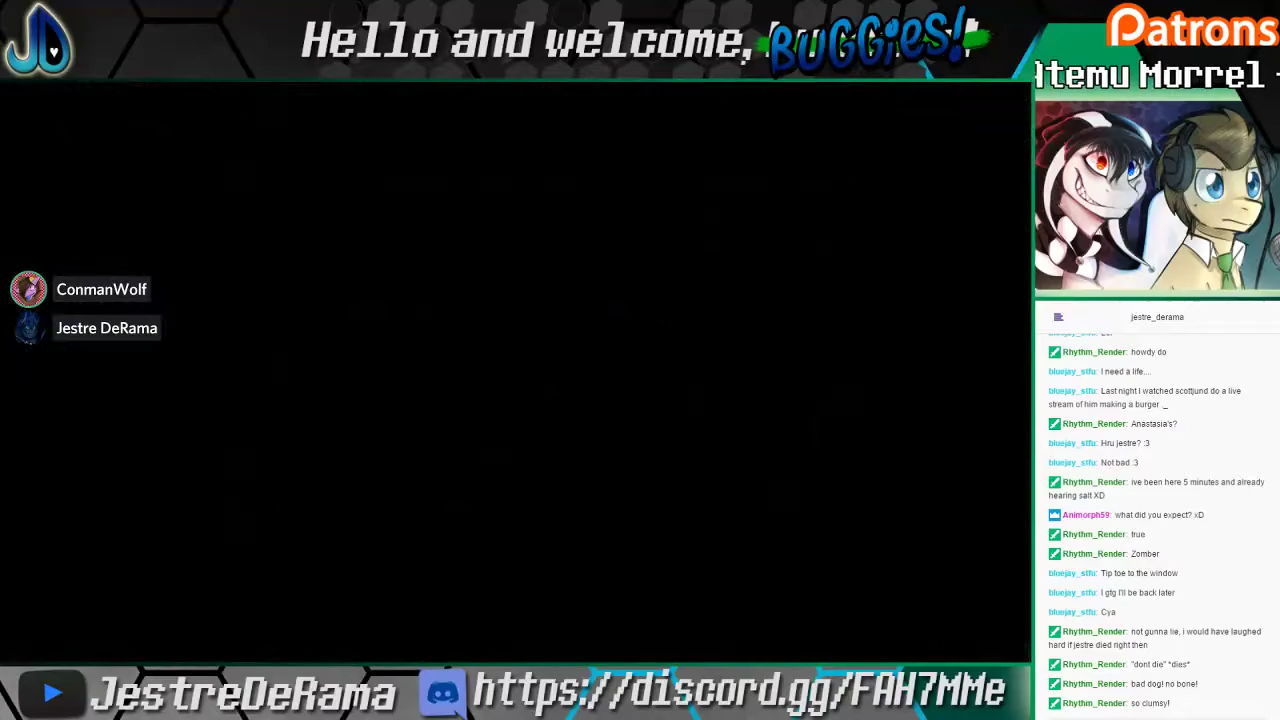 JD
Hello and welcome, BUGGIES!
Patrons
Itemu Morrel -
ConmanWolf
Jestre DeRama
jestre_derama
Rhythm_Render: howdy do
bluejay_stfu: I need a life....
bluejay_stfu: Last night I watched scottjund do a live
stream of him making a burger ._
Rhythm_Render: Anastasia's?
bluejay_stfu: Hru jestre? :3
bluejay_stfu: Not bad :3
Rhythm_Render: ive been here 5 minutes and already
hearing salt XD
Animorph59: what did you expect? xD
Rhythm_Render: true
Rhythm_Render: Zomber
bluejay_stfu: Tip toe to the window
bluejay_stfu: I gtg I'll be back later
bluejay_stfu: Cya
Rhythm_Render: not gunna lie, i would have laughed
hard if jestre died right then
Rhythm_Render: "dont die" *dies*
Rhythm_Render: bad dog! no bone!
Rhythm_Render: so clumsy!
JestreDeRama
https://discord.gg/FAH7MMe